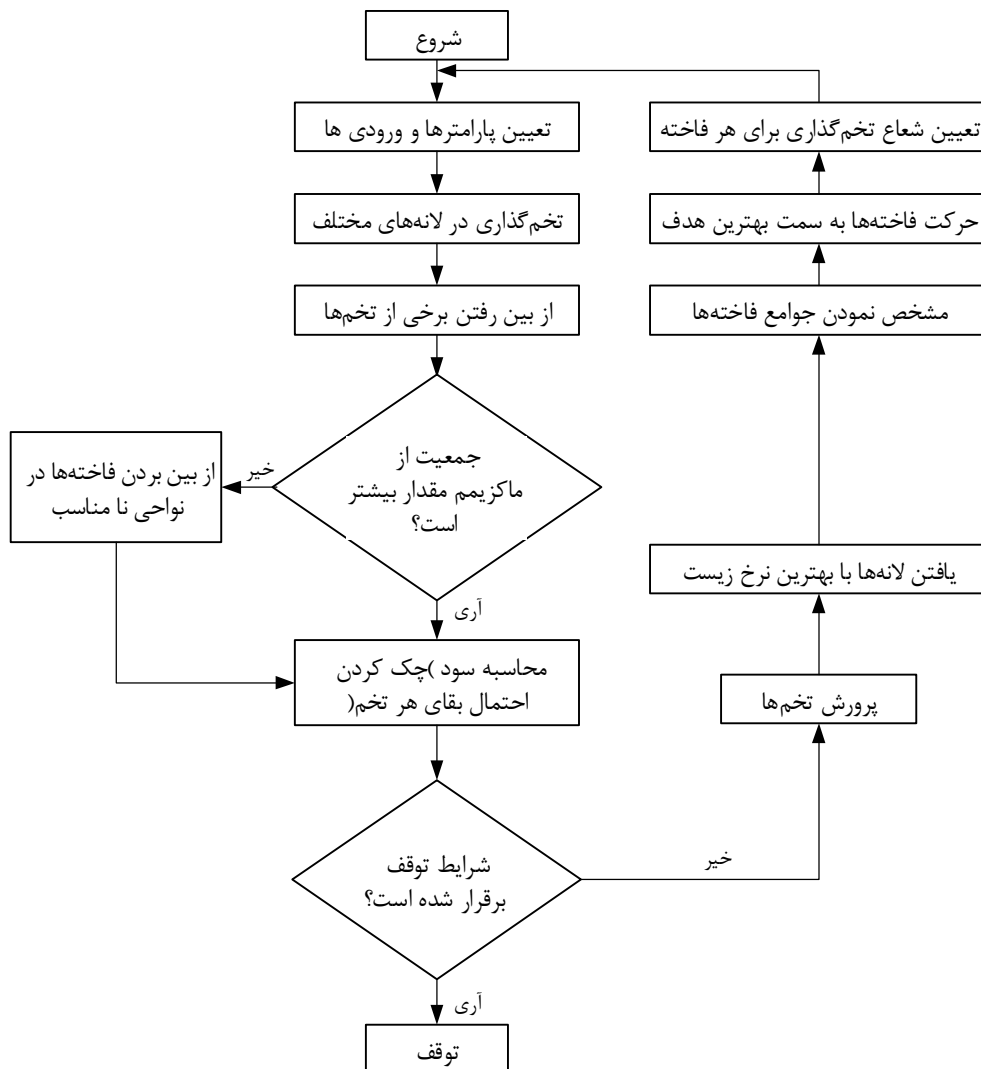 شروع
تعیین پارامترها و ورودی ها
تخم‌گذاری در لانه‌های مختلف
از بین رفتن برخی از تخم‌ها
جمعیت از
ماکزیمم مقدار بیشتر
است؟
خیر
از بین بردن فاخته‌ها در
نواحی نا مناسب
آری
محاسبه سود )چک کردن
احتمال بقای هر تخم(
شرایط توقف
برقرار شده است؟
آری
توقف
خیر
پرورش تخم‌ها
یافتن لانه‌ها با بهترین نرخ زیست
مشخص نمودن جوامع فاخته‌ها
حرکت فاخته‌ها به سمت بهترین هدف
تعیین شعاع تخم‌گذاری برای هر فاخته